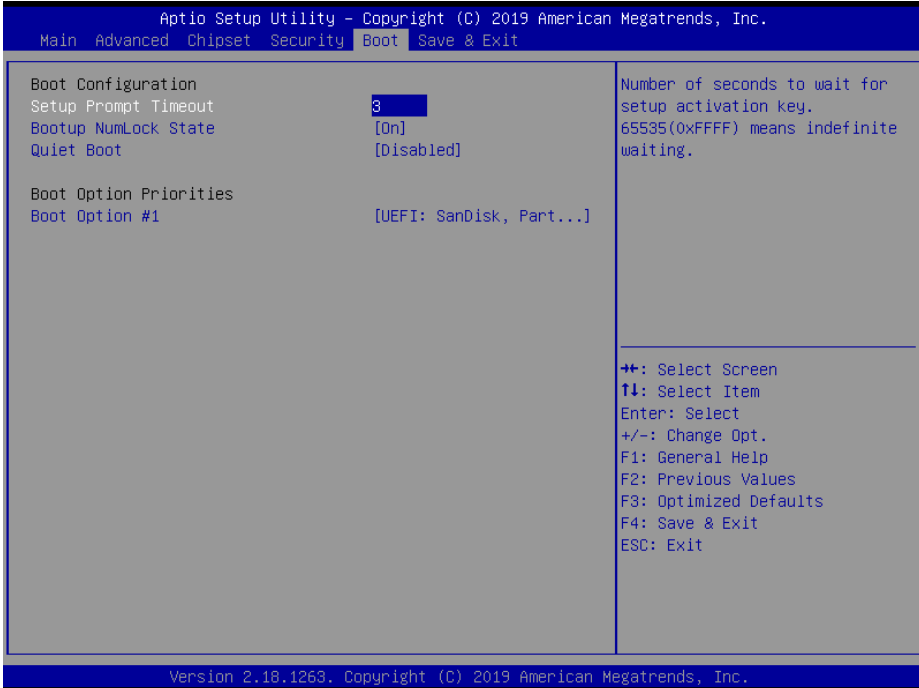 Aptio Setup Utility – Copyright (C) 2019 American Megatrends, Inc.
Main Advanced Chipset Security Boot Save & Exit
Boot Configuration
Setup Prompt Timeout 3
Bootup NumLock State [On]
Quiet Boot [Disabled]
Boot Option Priorities
Boot Option #1 [UEFI: SanDisk, Part...]
Number of seconds to wait for
setup activation key.
65535(0xFFFF) means indefinite
waiting.
→←: Select Screen
↑↓: Select Item
Enter: Select
+/-: Change Opt.
F1: General Help
F2: Previous Values
F3: Optimized Defaults
F4: Save & Exit
ESC: Exit
Version 2.18.1263. Copyright (C) 2019 American Megatrends, Inc.